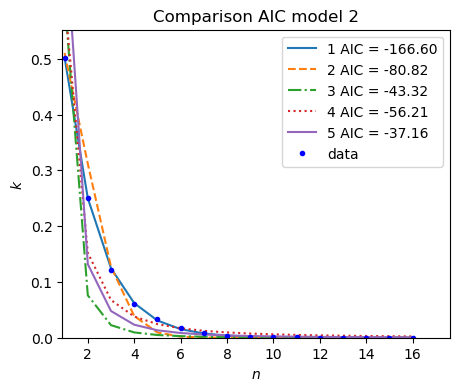 Comparison AIC model 2
1 AIC = -166.60
2 AIC = -80.82
3 AIC = -43.32
4 AIC = -56.21
5 AIC = -37.16
data
k
0.5
0.4
0.3
0.2
0.1
0.0
2 4 6 8 10 12 14 16
n